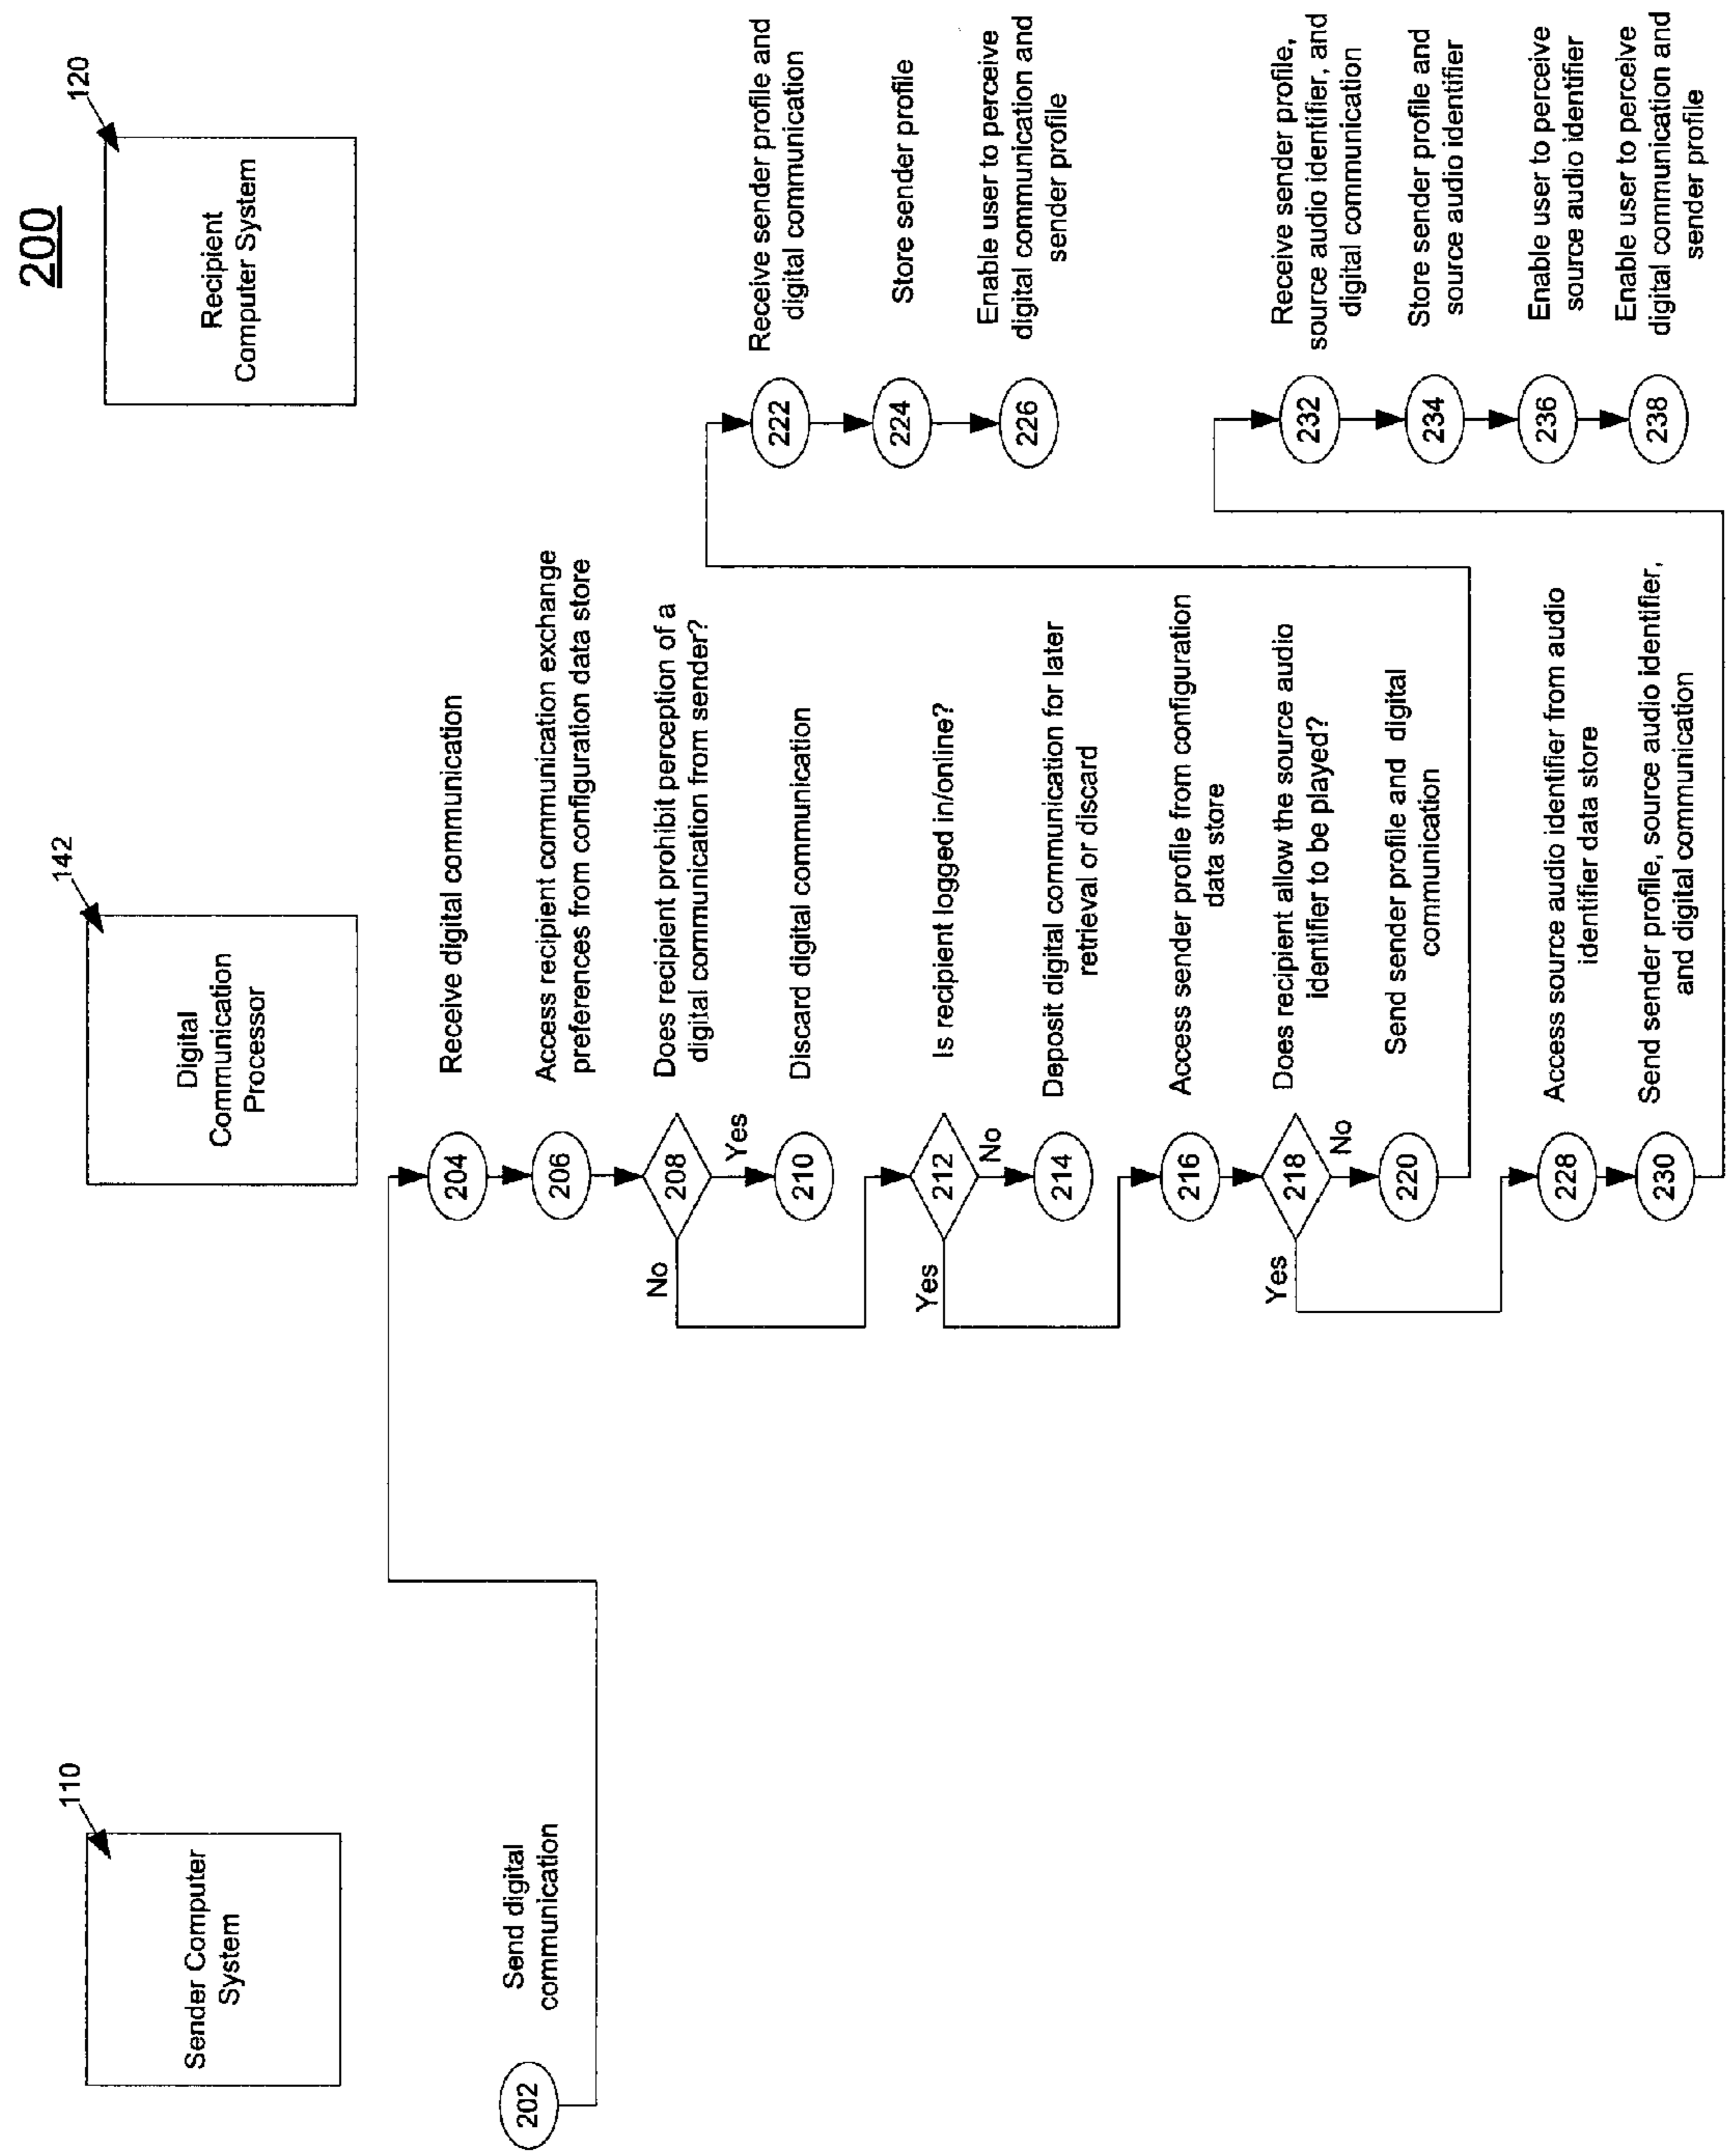 200
110
Sender Computer
System
142
Digital
Communication
Processor
120
Recipient
Computer System
202
Send digital
communication
204
Receive digital communication
206
Access recipient communication exchange
preferences from configuration data store
208
Does recipient prohibit perception of a
digital communication from sender?
Yes
No
210
Discard digital communication
212
Is recipient logged in/online?
No
Yes
214
Deposit digital communication for later
retrieval or discard
216
Access sender profile from configuration
data store
218
Does recipient allow the source audio
identifier to be played?
No
Yes
220
Send sender profile and digital
communication
222
Receive sender profile and
digital communication
224
Store sender profile
226
Enable user to perceive
digital communication and
sender profile
228
Access source audio identifier from audio
identifier data store
230
Send sender profile, source audio identifier,
and digital communication
232
Receive sender profile,
source audio identifier, and
digital communication
234
Store sender profile and
source audio identifier
236
Enable user to perceive
source audio identifier
238
Enable user to perceive
digital communication and
sender profile